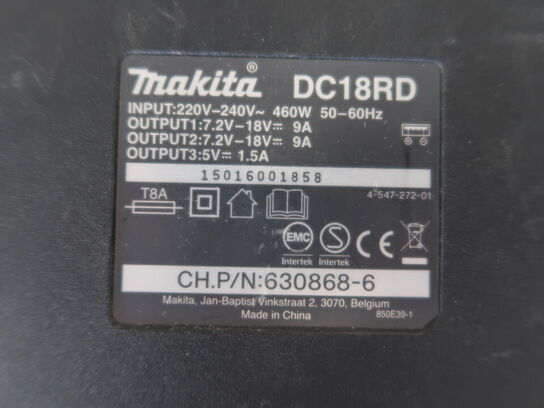 makita® DC18RD
INPUT:220V–240V~ 460W 50–60Hz
OUTPUT1:7.2V–18V⎓ 9A
OUTPUT2:7.2V–18V⎓ 9A
OUTPUT3:5V⎓ 1.5A
15016001858
4-547-272-01
T8A
EMC S CE
Intertek Intertek
CH.P/N:630868-6
Makita, Jan-Baptist Vinkstraat 2, 3070, Belgium
Made in China 850E39-1